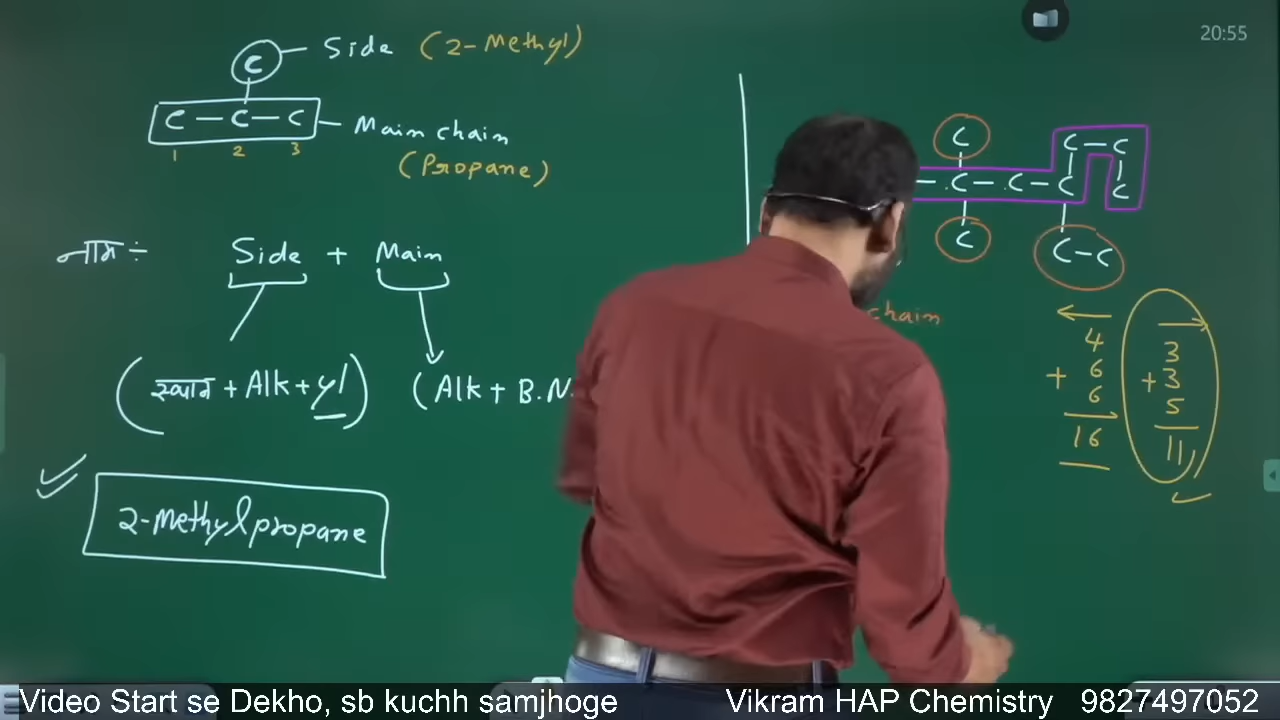 20:55
C — Side (2-Methyl)
C — C — C — Main chain
1 2 3
(Propane)
नाम ÷ Side + Main
(स्थान + Alk + yl) (Alk + B.N.
2-Methylpropane
C C — C
— C — C — C C
C C–C
chain
4 3
6 + 3
+ 6 5
16 11
Video Start se Dekho, sb kuchh samjhoge
Vikram HAP Chemistry 9827497052